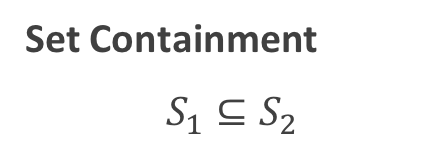 Set Containment
S₁ ⊆ S₂